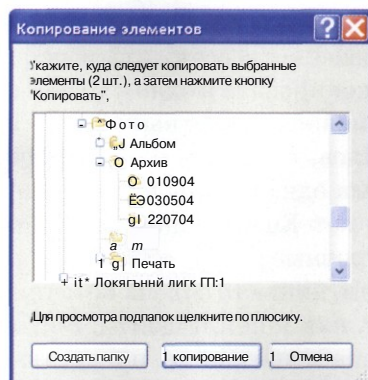 Копирование элементов
Укажите, куда следует копировать выбранные
элементы (2 шт.), а затем нажмите кнопку
"Копировать",
Фото
Альбом
Архив
010904
030504
220704
Печать
Для просмотра подпапок щелкните по плюсику.
Создать папку
копирование
Отмена